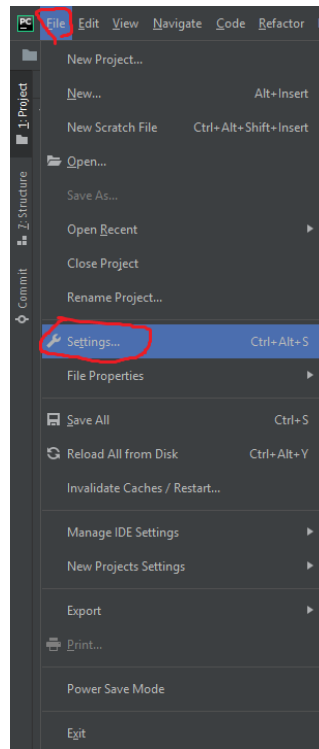 PC File Edit View Navigate Code Refactor
1: Project
Z: Structure
Commit
New Project...
New... Alt+Insert
New Scratch File Ctrl+Alt+Shift+Insert
Open...
Save As...
Open Recent
Close Project
Rename Project...
Settings... Ctrl+Alt+S
File Properties
Save All Ctrl+S
Reload All from Disk Ctrl+Alt+Y
Invalidate Caches / Restart...
Manage IDE Settings
New Projects Settings
Export
Print...
Power Save Mode
Exit